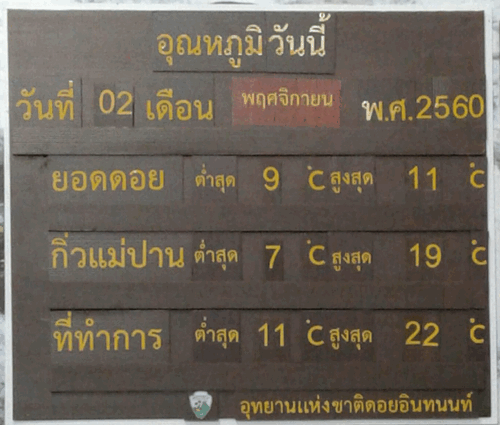 อุณหภูมิวันนี้
วันที่ 02 เดือน พฤศจิกายน พ.ศ.2560
ยอดดอย ต่ำสุด 9 °C สูงสุด 11 °C
กิ่วแม่ปาน ต่ำสุด 7 °C สูงสุด 19 °C
ที่ทำการ ต่ำสุด 11 °C สูงสุด 22 °C
อุทยานแห่งชาติดอยอินทนนท์